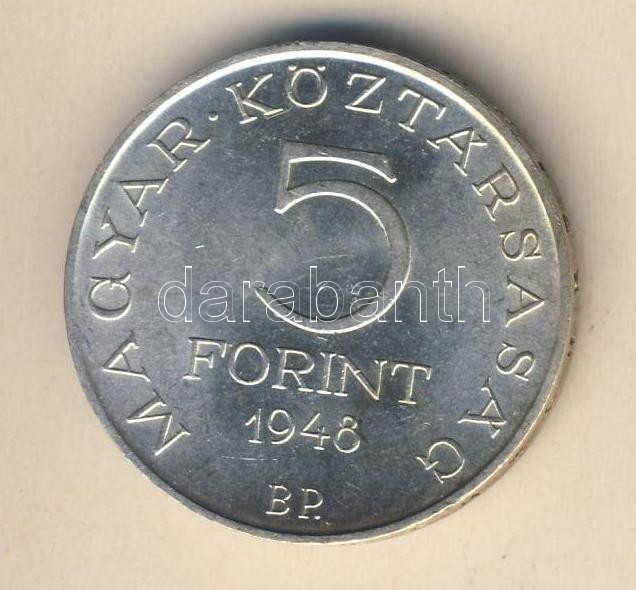 MAGYAR · KÖZTÁRSASÁG
5
FORINT
1948
BP.
darabanth